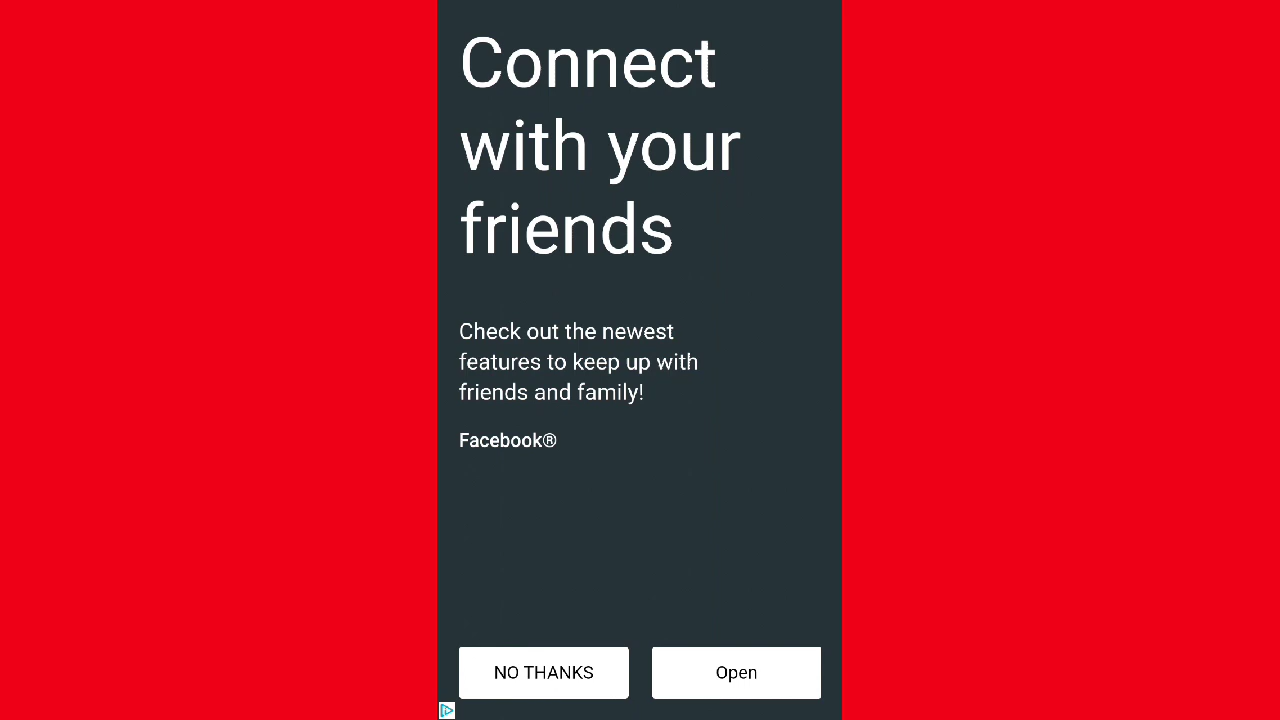 Connect
with your
friends
Check out the newest
features to keep up with
friends and family!
Facebook®
NO THANKS
Open